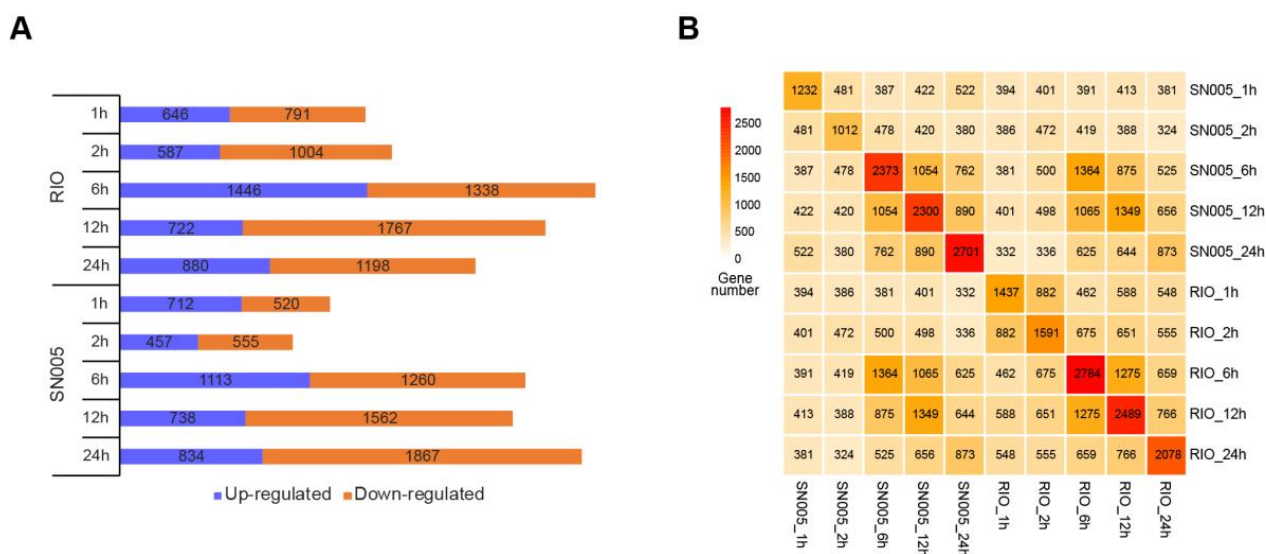 A
RIO
1h 646 791
2h 587 1004
6h 1446 1338
12h 722 1767
24h 880 1198
SN005
1h 712 520
2h 457 555
6h 1113 1260
12h 738 1562
24h 834 1867
Up-regulated Down-regulated
B
2500
2000
1500
1000
500
0
Gene
number
1232 481 387 422 522 394 401 391 413 381 SN005_1h
481 1012 478 420 380 386 472 419 388 324 SN005_2h
387 478 2373 1054 762 381 500 1364 875 525 SN005_6h
422 420 1054 2300 890 401 498 1065 1349 656 SN005_12h
522 380 762 890 2701 332 336 625 644 873 SN005_24h
394 386 381 401 332 1437 882 462 588 548 RIO_1h
401 472 500 498 336 882 1591 675 651 555 RIO_2h
391 419 1364 1065 625 462 675 2784 1275 659 RIO_6h
413 388 875 1349 644 588 651 1275 2489 766 RIO_12h
381 324 525 656 873 548 555 659 766 2078 RIO_24h
SN005_1h
SN005_2h
SN005_6h
SN005_12h
SN005_24h
RIO_1h
RIO_2h
RIO_6h
RIO_12h
RIO_24h